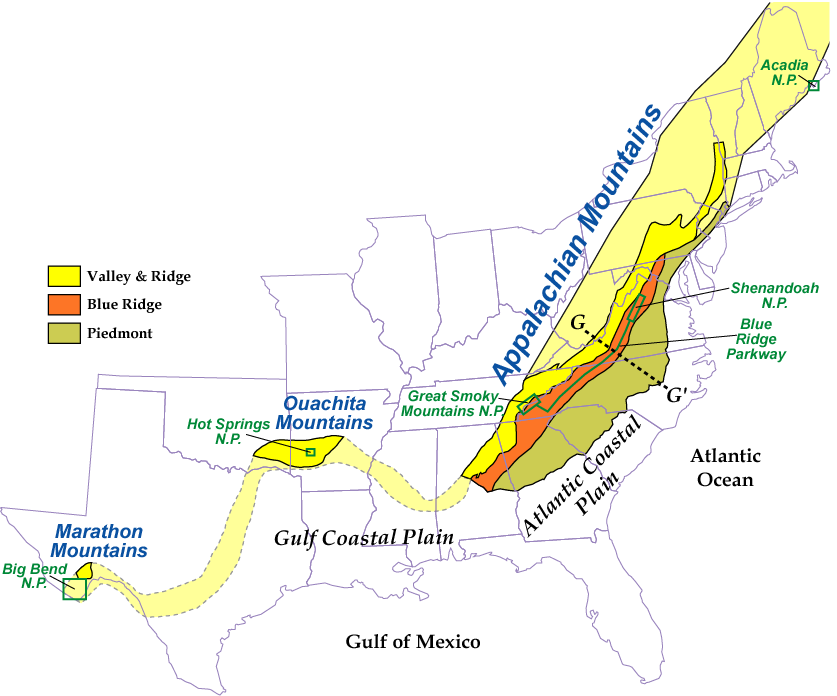 Acadia
N.P.
Appalachian Mountains
Valley & Ridge
Blue Ridge
Piedmont
Shenandoah
N.P.
G
Blue
Ridge
Parkway
G'
Great Smoky
Mountains N.P.
Ouachita
Mountains
Hot Springs
N.P.
Atlantic
Ocean
Atlantic Coastal
Plain
Gulf Coastal Plain
Marathon
Mountains
Big Bend
N.P.
Gulf of Mexico